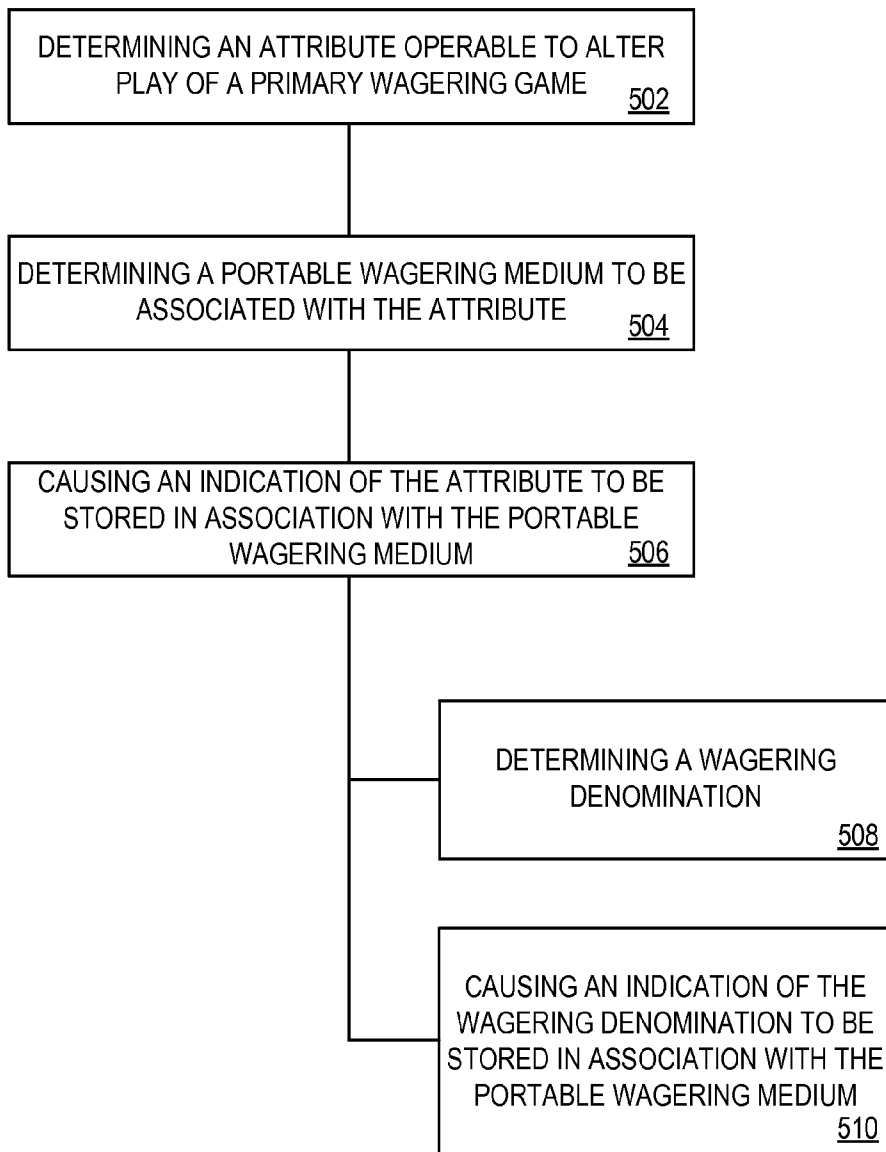 DETERMINING AN ATTRIBUTE OPERABLE TO ALTER
PLAY OF A PRIMARY WAGERING GAME
502
DETERMINING A PORTABLE WAGERING MEDIUM TO BE
ASSOCIATED WITH THE ATTRIBUTE
504
CAUSING AN INDICATION OF THE ATTRIBUTE TO BE
STORED IN ASSOCIATION WITH THE PORTABLE
WAGERING MEDIUM
506
DETERMINING A WAGERING
DENOMINATION
508
CAUSING AN INDICATION OF THE
WAGERING DENOMINATION TO BE
STORED IN ASSOCIATION WITH THE
PORTABLE WAGERING MEDIUM
510